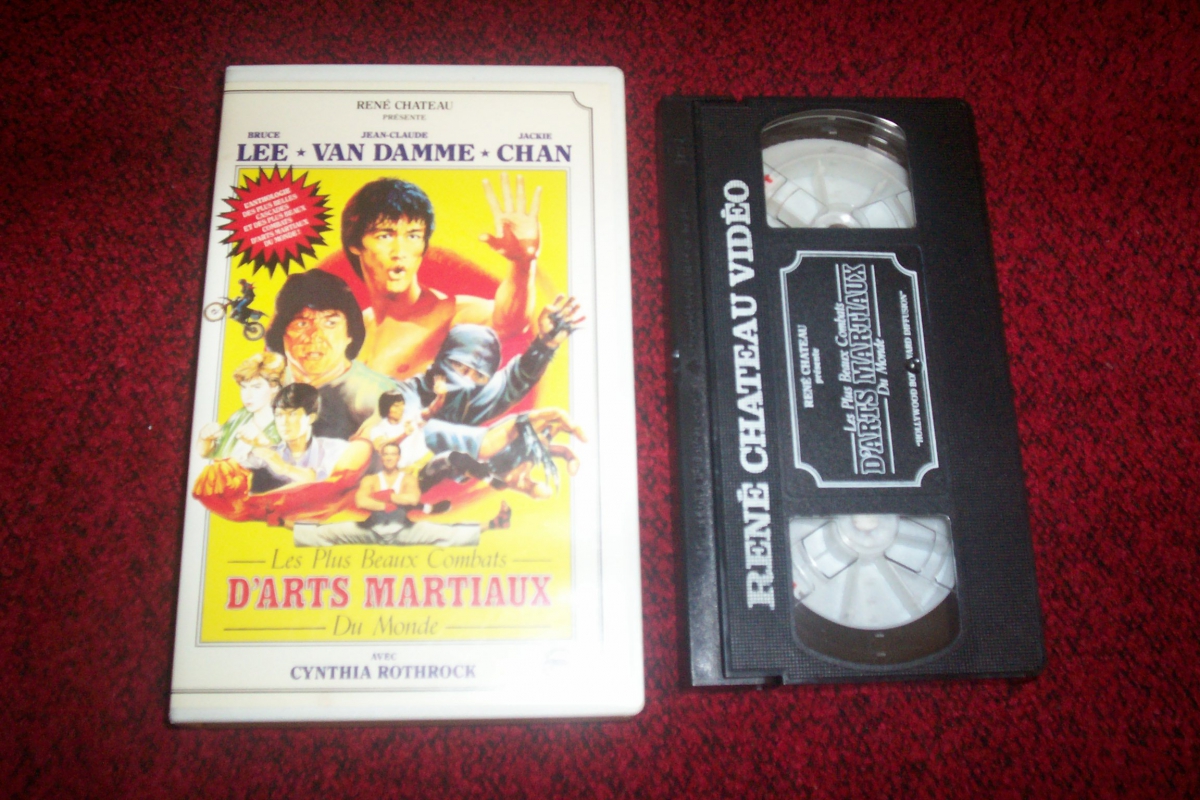 RENÉ CHATEAU
PRÉSENTE
BRUCE JEAN-CLAUDE JACKIE
LEE ★ VAN DAMME ★ CHAN
L'ANTHOLOGIE
DES PLUS BELLES
CASCADES
ET DES PLUS BEAUX
COMBATS
D'ARTS MARTIAUX
DU MONDE!
Les Plus Beaux Combats
D'ARTS MARTIAUX
Du Monde
AVEC
CYNTHIA ROTHROCK
RENÉ CHATEAU VIDÉO
RENÉ CHATEAU
présente
Les Plus Beaux Combats
D'ARTS MARTIAUX
Du Monde
"HOLLYWOOD DIFFUSION"